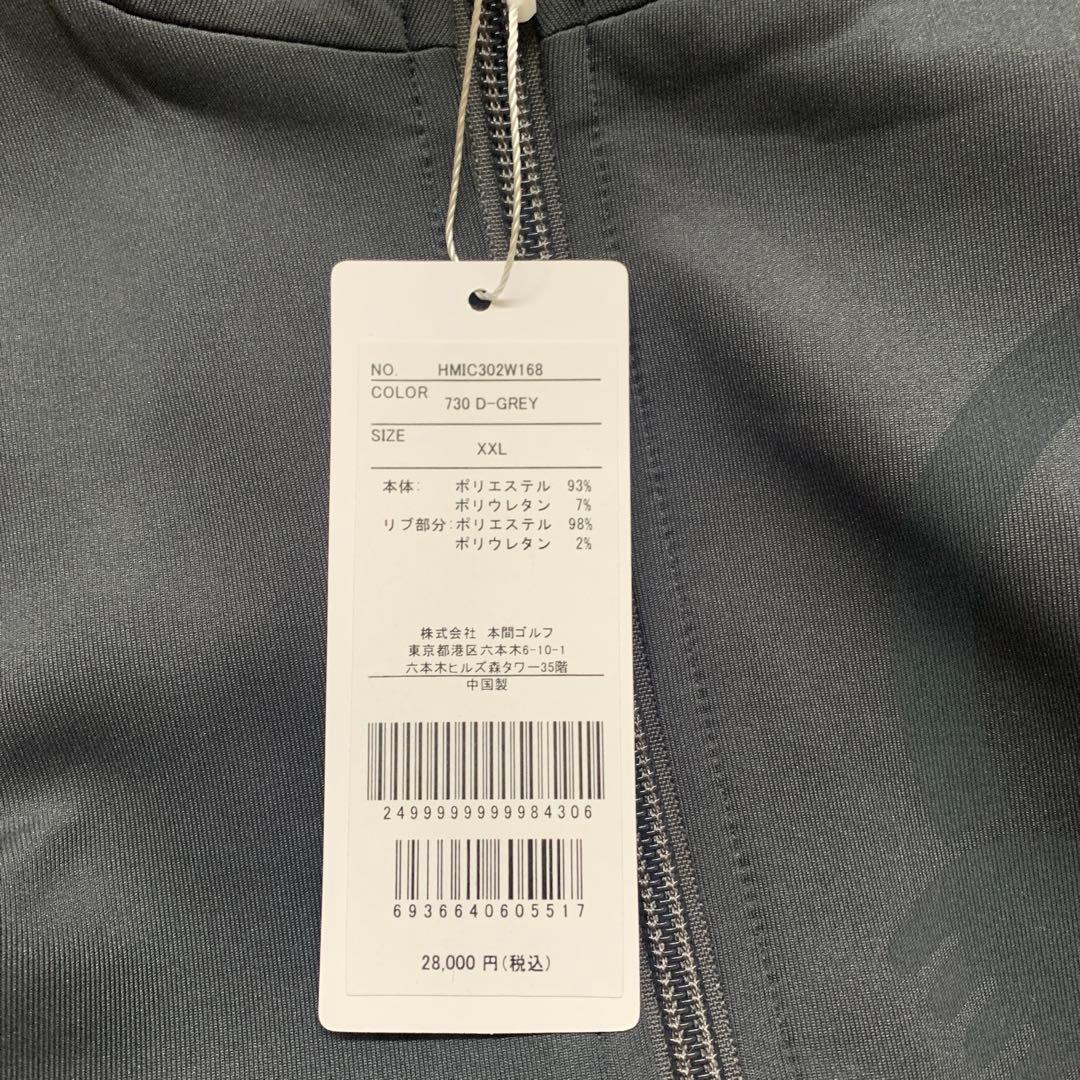 NO. HMIC302W168
COLOR 730 D-GREY
SIZE XXL
本体: ポリエステル 93%
ポリウレタン 7%
リブ部分:ポリエステル 98%
ポリウレタン 2%
株式会社 本間ゴルフ
東京都港区六本木6-10-1
六本木ヒルズ森タワー35階
中国製
2499999999984306
6936640605517
28,000 円(税込)